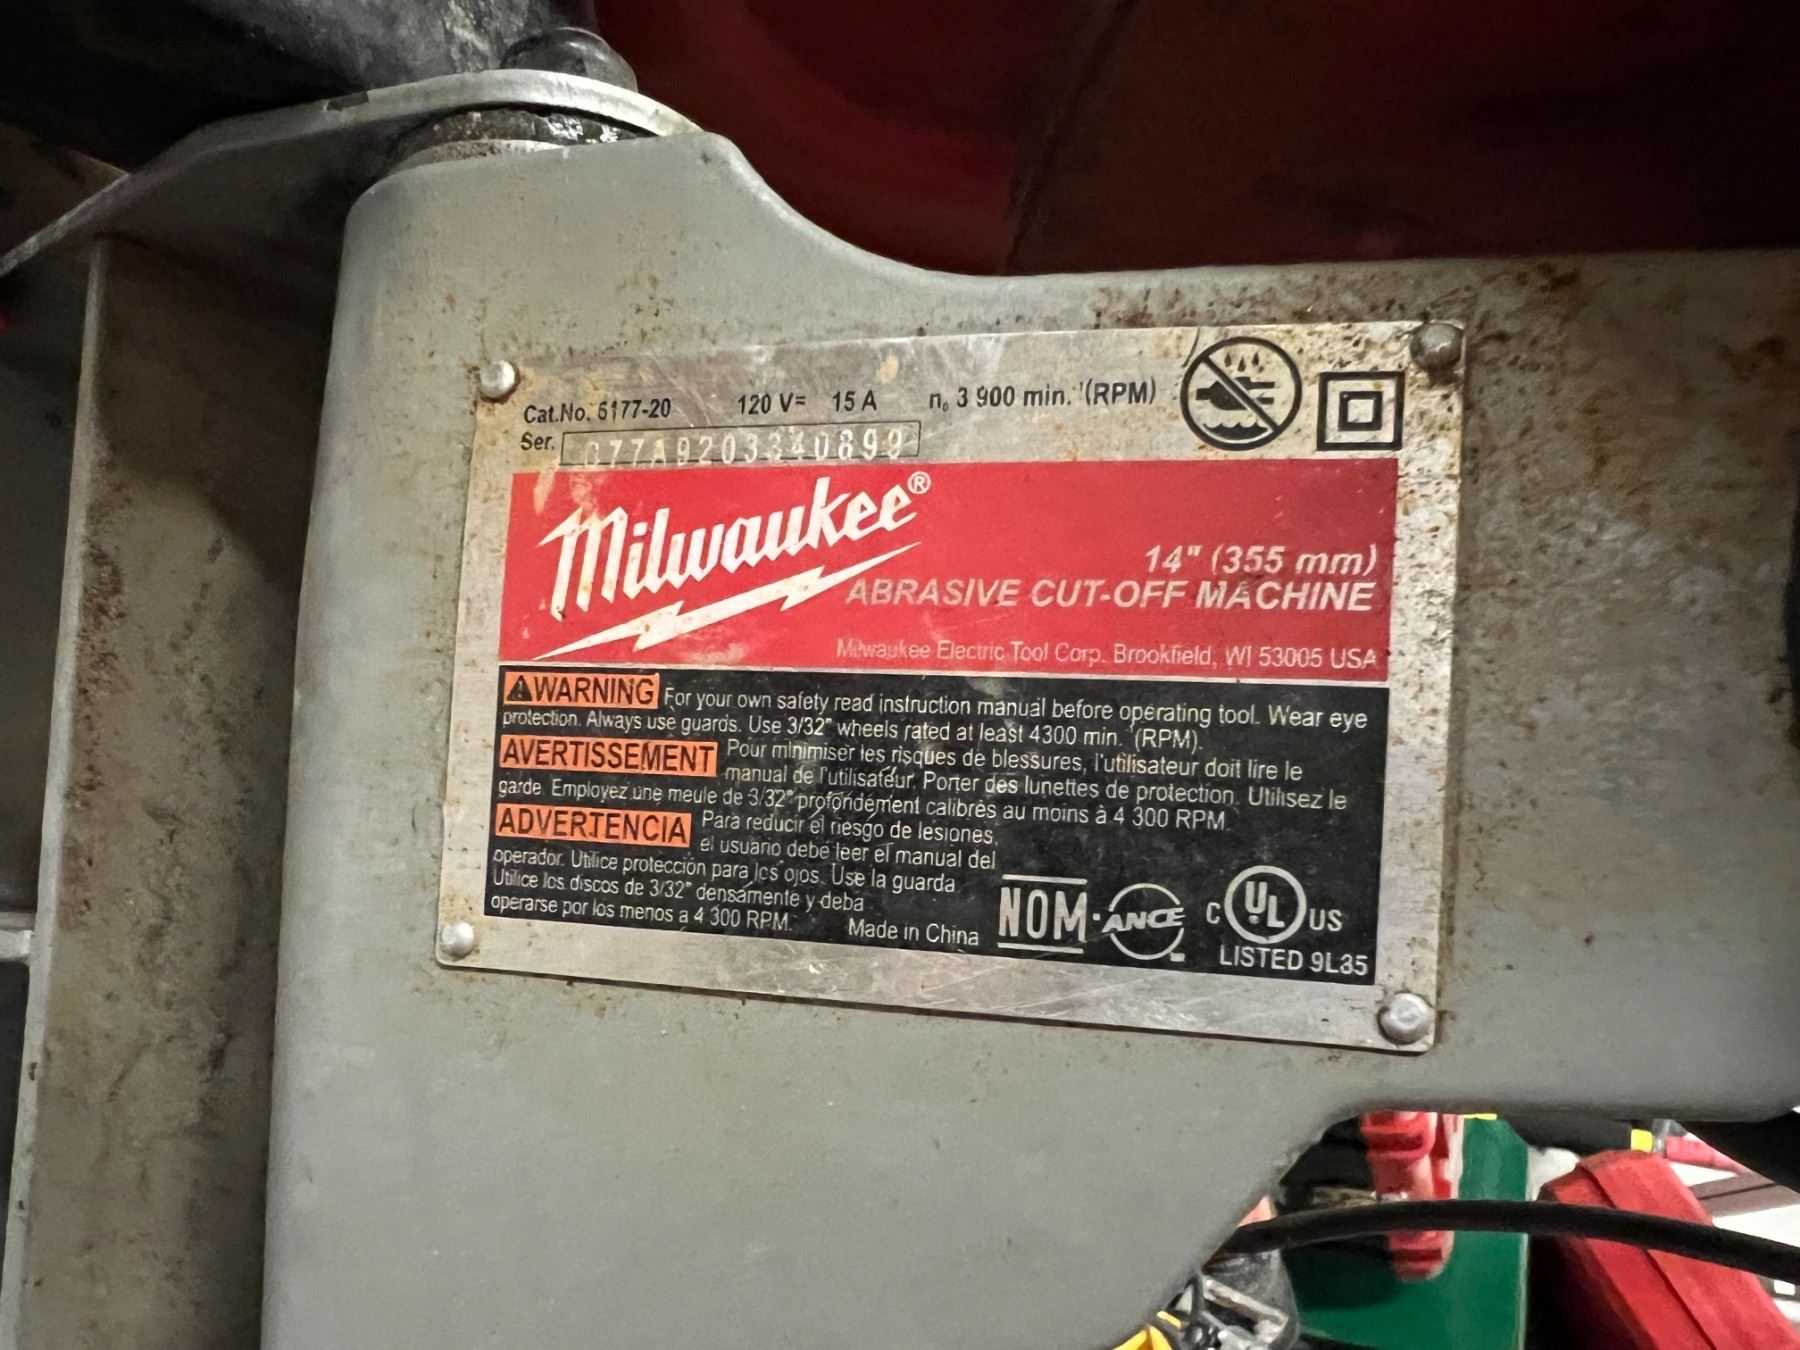 Cat.No. 6177-20 120 V= 15 A n₀ 3 900 min.⁻¹(RPM)
Ser. C77A9203340899
Milwaukee®
14" (355 mm)
ABRASIVE CUT-OFF MACHINE
Milwaukee Electric Tool Corp. Brookfield, WI 53005 USA
WARNING For your own safety read instruction manual before operating tool. Wear eye
protection. Always use guards. Use 3/32" wheels rated at least 4300 min.⁻¹(RPM).
AVERTISSEMENT Pour minimiser les risques de blessures, l'utilisateur doit lire le
manual de l'utilisateur. Porter des lunettes de protection. Utilisez le
garde. Employez une meule de 3/32" profondément calibrès au moins à 4 300 RPM.
ADVERTENCIA Para reducir el riesgo de lesiones,
el usuario debe leer el manual del
operador. Utilice protección para los ojos. Use la guarda
Utilice los discos de 3/32" densamente y deba
operarse por los menos a 4 300 RPM. Made in China
NOM-ANCE
C UL US
LISTED 9L35